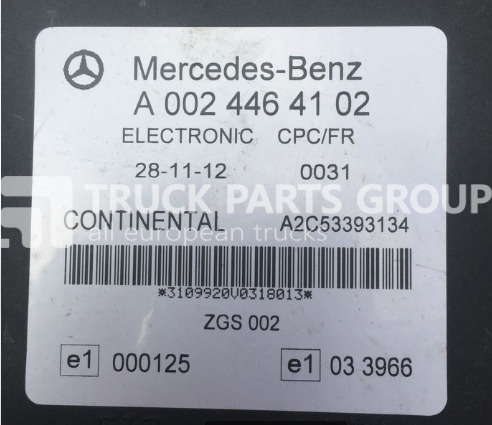 Mercedes-Benz
A 002 446 41 02
ELECTRONIC CPC/FR
28-11-12 0031
TRUCK PARTS GROUP
CONTINENTAL A2C53393134
all european trucks
*3109920V0318013*
ZGS 002
e1 000125 e1 03 3966